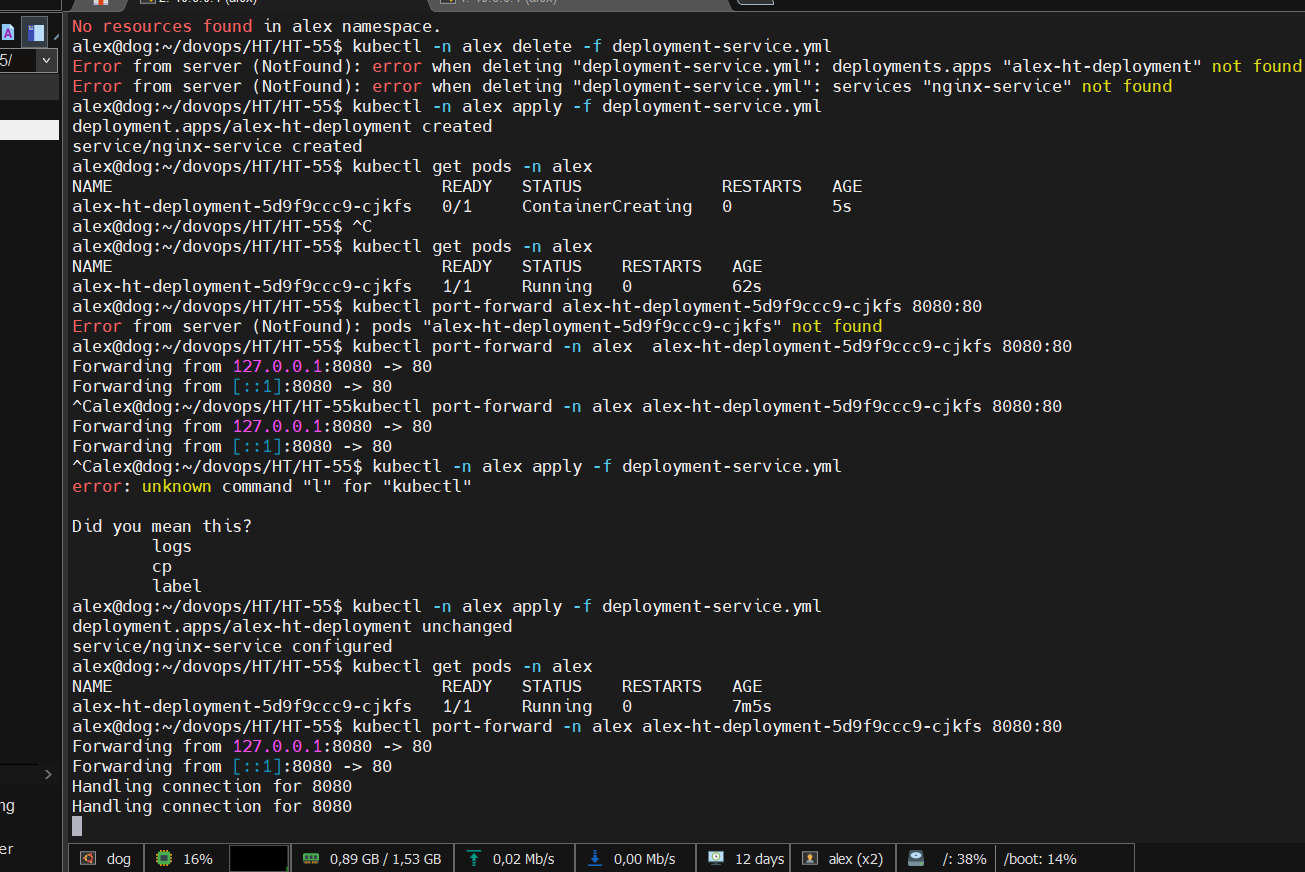 5/
ng
er
No resources found in alex namespace.
alex@dog:~/dovops/HT/HT-55$ kubectl -n alex delete -f deployment-service.yml
Error from server (NotFound): error when deleting "deployment-service.yml": deployments.apps "alex-ht-deployment" not found
Error from server (NotFound): error when deleting "deployment-service.yml": services "nginx-service" not found
alex@dog:~/dovops/HT/HT-55$ kubectl -n alex apply -f deployment-service.yml
deployment.apps/alex-ht-deployment created
service/nginx-service created
alex@dog:~/dovops/HT/HT-55$ kubectl get pods -n alex
NAME READY STATUS RESTARTS AGE
alex-ht-deployment-5d9f9ccc9-cjkfs 0/1 ContainerCreating 0 5s
alex@dog:~/dovops/HT/HT-55$ ^C
alex@dog:~/dovops/HT/HT-55$ kubectl get pods -n alex
NAME READY STATUS RESTARTS AGE
alex-ht-deployment-5d9f9ccc9-cjkfs 1/1 Running 0 62s
alex@dog:~/dovops/HT/HT-55$ kubectl port-forward alex-ht-deployment-5d9f9ccc9-cjkfs 8080:80
Error from server (NotFound): pods "alex-ht-deployment-5d9f9ccc9-cjkfs" not found
alex@dog:~/dovops/HT/HT-55$ kubectl port-forward -n alex  alex-ht-deployment-5d9f9ccc9-cjkfs 8080:80
Forwarding from 127.0.0.1:8080 -> 80
Forwarding from [::1]:8080 -> 80
^Calex@dog:~/dovops/HT/HT-55kubectl port-forward -n alex alex-ht-deployment-5d9f9ccc9-cjkfs 8080:80
Forwarding from 127.0.0.1:8080 -> 80
Forwarding from [::1]:8080 -> 80
^Calex@dog:~/dovops/HT/HT-55$ kubectl -n alex apply -f deployment-service.yml
error: unknown command "l" for "kubectl"
Did you mean this?
logs
cp
label
alex@dog:~/dovops/HT/HT-55$ kubectl -n alex apply -f deployment-service.yml
deployment.apps/alex-ht-deployment unchanged
service/nginx-service configured
alex@dog:~/dovops/HT/HT-55$ kubectl get pods -n alex
NAME READY STATUS RESTARTS AGE
alex-ht-deployment-5d9f9ccc9-cjkfs 1/1 Running 0 7m5s
alex@dog:~/dovops/HT/HT-55$ kubectl port-forward -n alex alex-ht-deployment-5d9f9ccc9-cjkfs 8080:80
Forwarding from 127.0.0.1:8080 -> 80
Forwarding from [::1]:8080 -> 80
Handling connection for 8080
Handling connection for 8080
dog 16% 0,89 GB / 1,53 GB 0,02 Mb/s 0,00 Mb/s 12 days alex (x2) /: 38% /boot: 14%